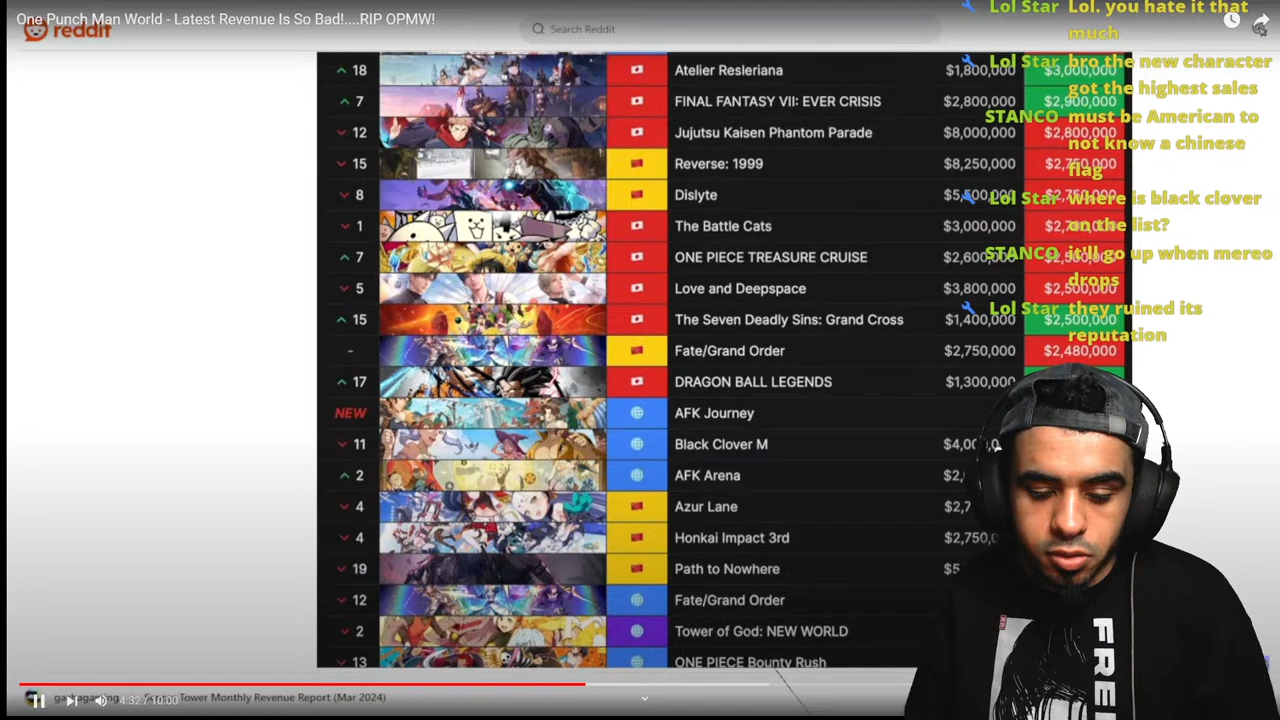 One Punch Man World - Latest Revenue Is So Bad!....RIP OPMW!
reddit
Search Reddit
Lol Star Lol. you hate it that
much
Lol Star bro the new character
got the highest sales
STANCO must be American to
not know a chinese
flag
Lol Star where is black clover
on the list?
STANCO it'll go up when mereo
drops
Lol Star they ruined its
reputation
18 Atelier Resleriana $1,800,000 $3,000,000
7 FINAL FANTASY VII: EVER CRISIS $2,800,000 $2,900,000
12 Jujutsu Kaisen Phantom Parade $8,000,000 $2,800,000
15 Reverse: 1999 $8,250,000 $2,750,000
8 Dislyte
1 The Battle Cats $3,000,000
7 ONE PIECE TREASURE CRUISE $2,600,000
5 Love and Deepspace $3,800,000 $2,500,000
15 The Seven Deadly Sins: Grand Cross $1,400,000 $2,500,000
- Fate/Grand Order $2,750,000 $2,480,000
17 DRAGON BALL LEGENDS $1,300,000
NEW AFK Journey
11 Black Clover M
2 AFK Arena
4 Azur Lane
4 Honkai Impact 3rd
19 Path to Nowhere
12 Fate/Grand Order
2 Tower of God: NEW WORLD
13 ONE PIECE Bounty Rush
Tower Monthly Revenue Report (Mar 2024)
4:32 / 10:00